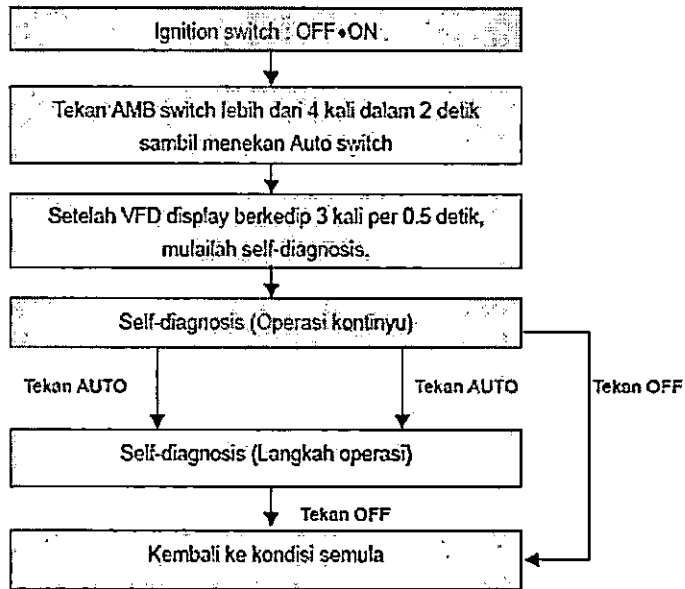 Ignition switch : OFF•ON
Tekan AMB switch lebih dari 4 kali dalam 2 detik
sambil menekan Auto switch
Setelah VFD display berkedip 3 kali per 0.5 detik,
mulailah self-diagnosis.
Self-diagnosis (Operasi kontinyu)
Tekan AUTO
Tekan AUTO
Tekan OFF
Self-diagnosis (Langkah operasi)
Tekan OFF
Kembali ke kondisi semula